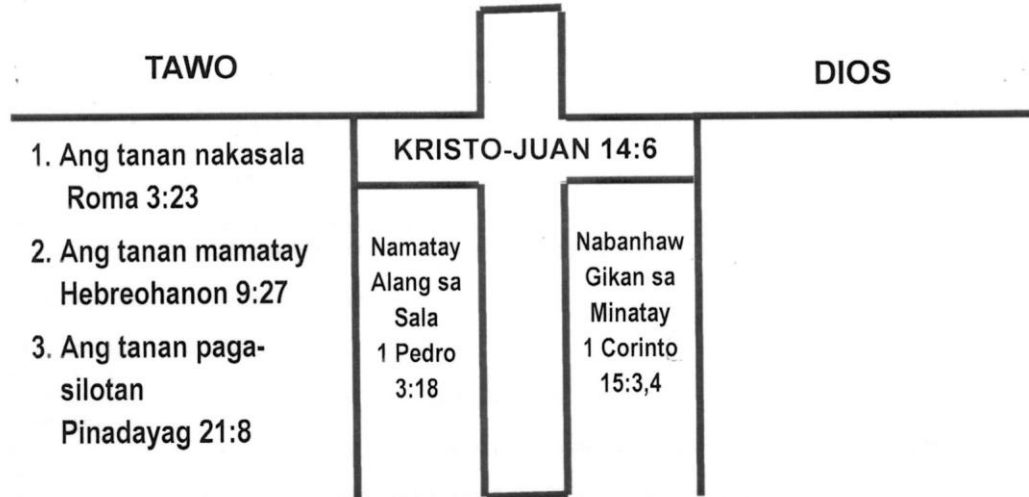 TAWO
DIOS
KRISTO-JUAN 14:6
1. Ang tanan nakasala
Roma 3:23
2. Ang tanan mamatay
Hebreohanon 9:27
3. Ang tanan paga-
silotan
Pinadayag 21:8
Namatay
Alang sa
Sala
1 Pedro
3:18
Nabanhaw
Gikan sa
Minatay
1 Corinto
15:3,4